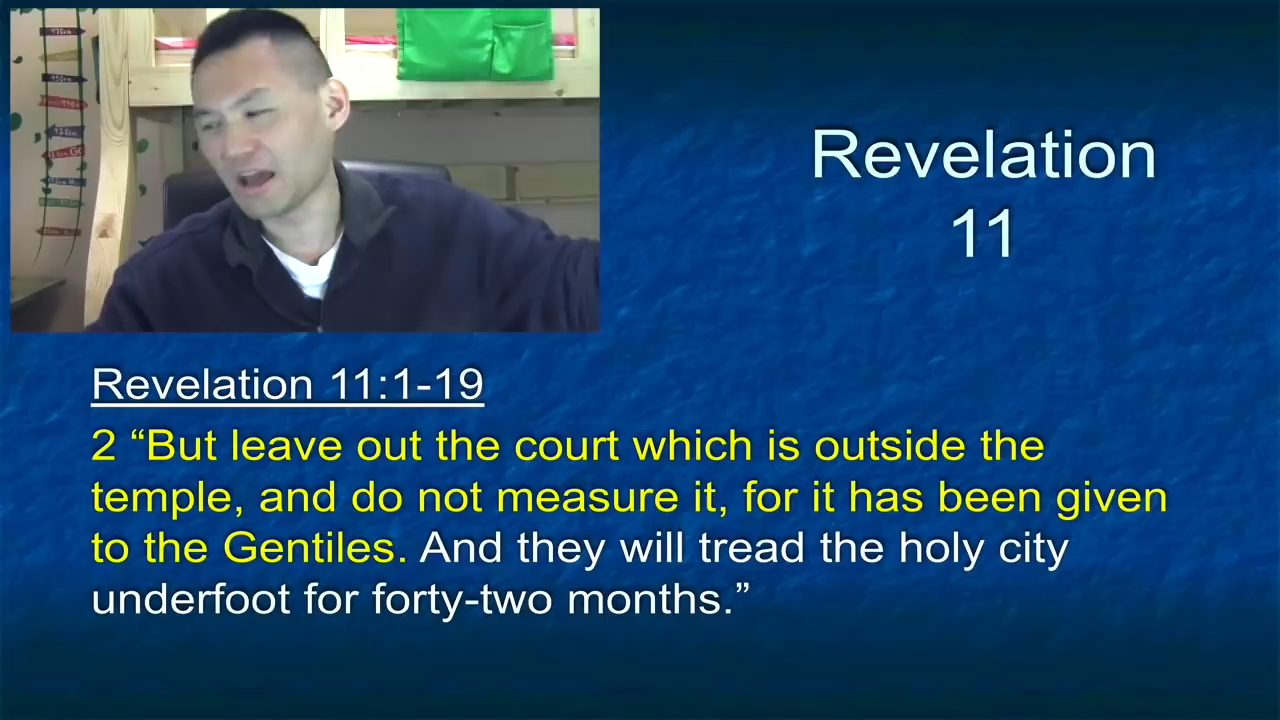 Revelation
11
Revelation 11:1-19
2 “But leave out the court which is outside the
temple, and do not measure it, for it has been given
to the Gentiles. And they will tread the holy city
underfoot for forty-two months.”